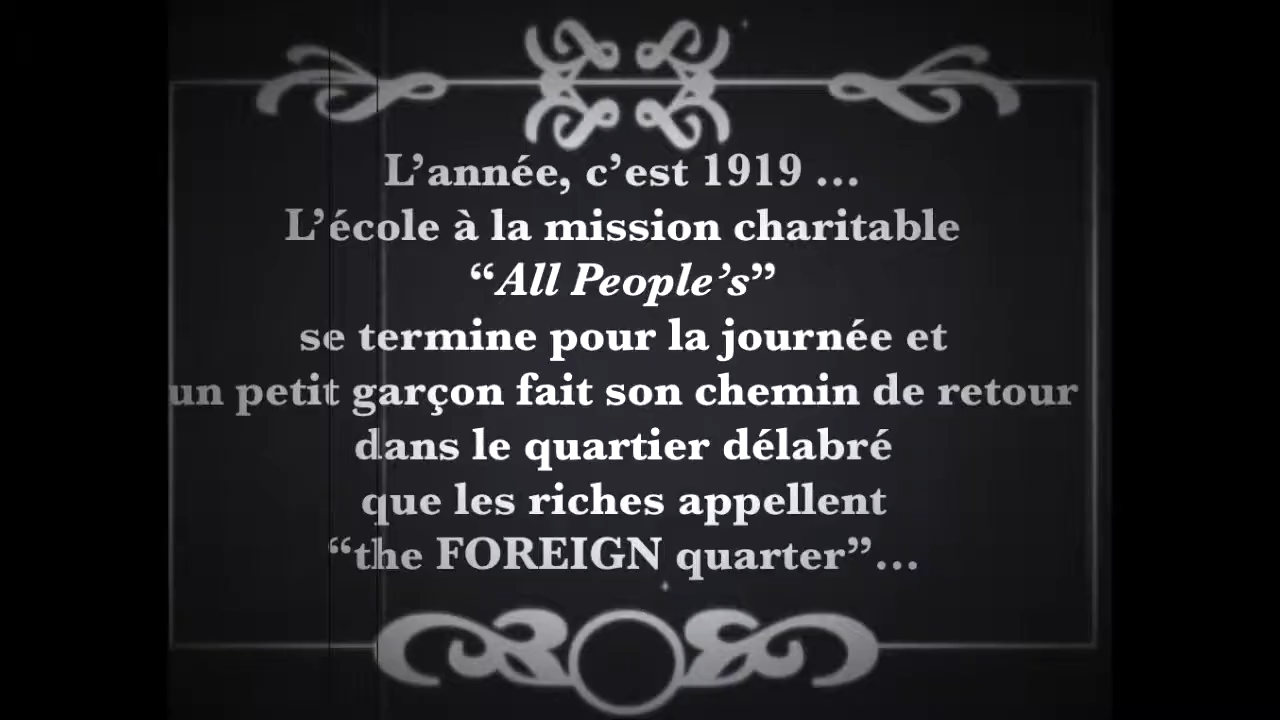 L’année, c’est 1919 ...
L’école à la mission charitable
“All People’s”
se termine pour la journée et
un petit garçon fait son chemin de retour
dans le quartier délabré
que les riches appellent
“the FOREIGN quarter”...